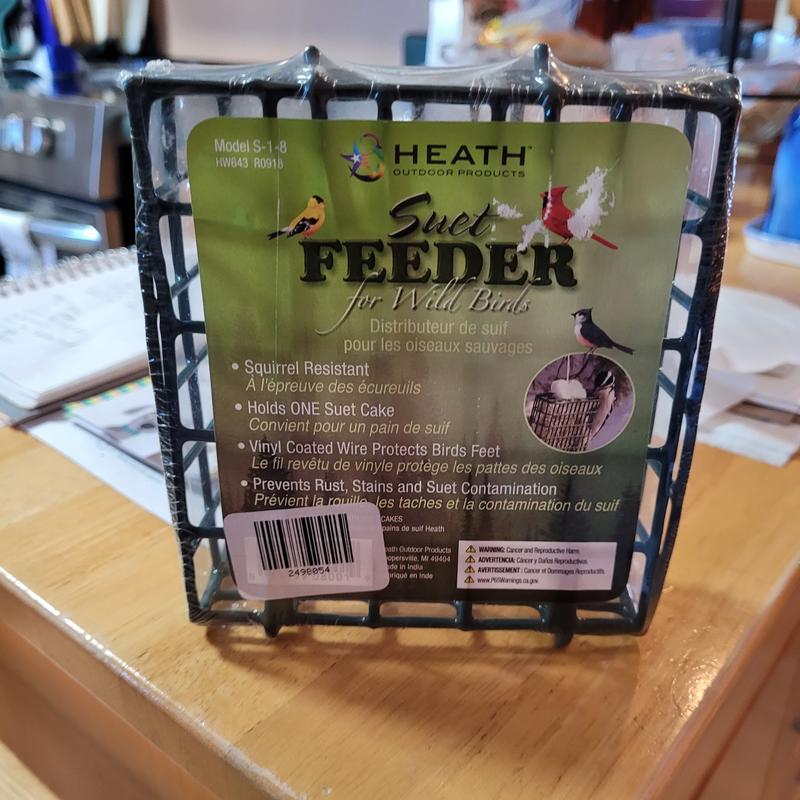 Model S-1-8
HW643 R0918
HEATH™
OUTDOOR PRODUCTS
Suet
FEEDER
for Wild Birds
Distributeur de suif
pour les oiseaux sauvages
• Squirrel Resistant
À l'épreuve des écureuils
• Holds ONE Suet Cake
Convient pour un pain de suif
• Vinyl Coated Wire Protects Birds Feet
Le fil revêtu de vinyle protège les pattes des oiseaux
• Prevents Rust, Stains and Suet Contamination
Prévient la rouille, les taches et la contamination du suif
CAKES
pains de suif Heath
Outdoor Products
MI 49404
in India
en Inde
2498054
WARNING: Cancer and Reproductive Harm.
ADVERTENCIA: Cáncer y Daños Reproductivos.
AVERTISSEMENT : Cancer et Dommages Reproductifs.
www.P65Warnings.ca.gov.